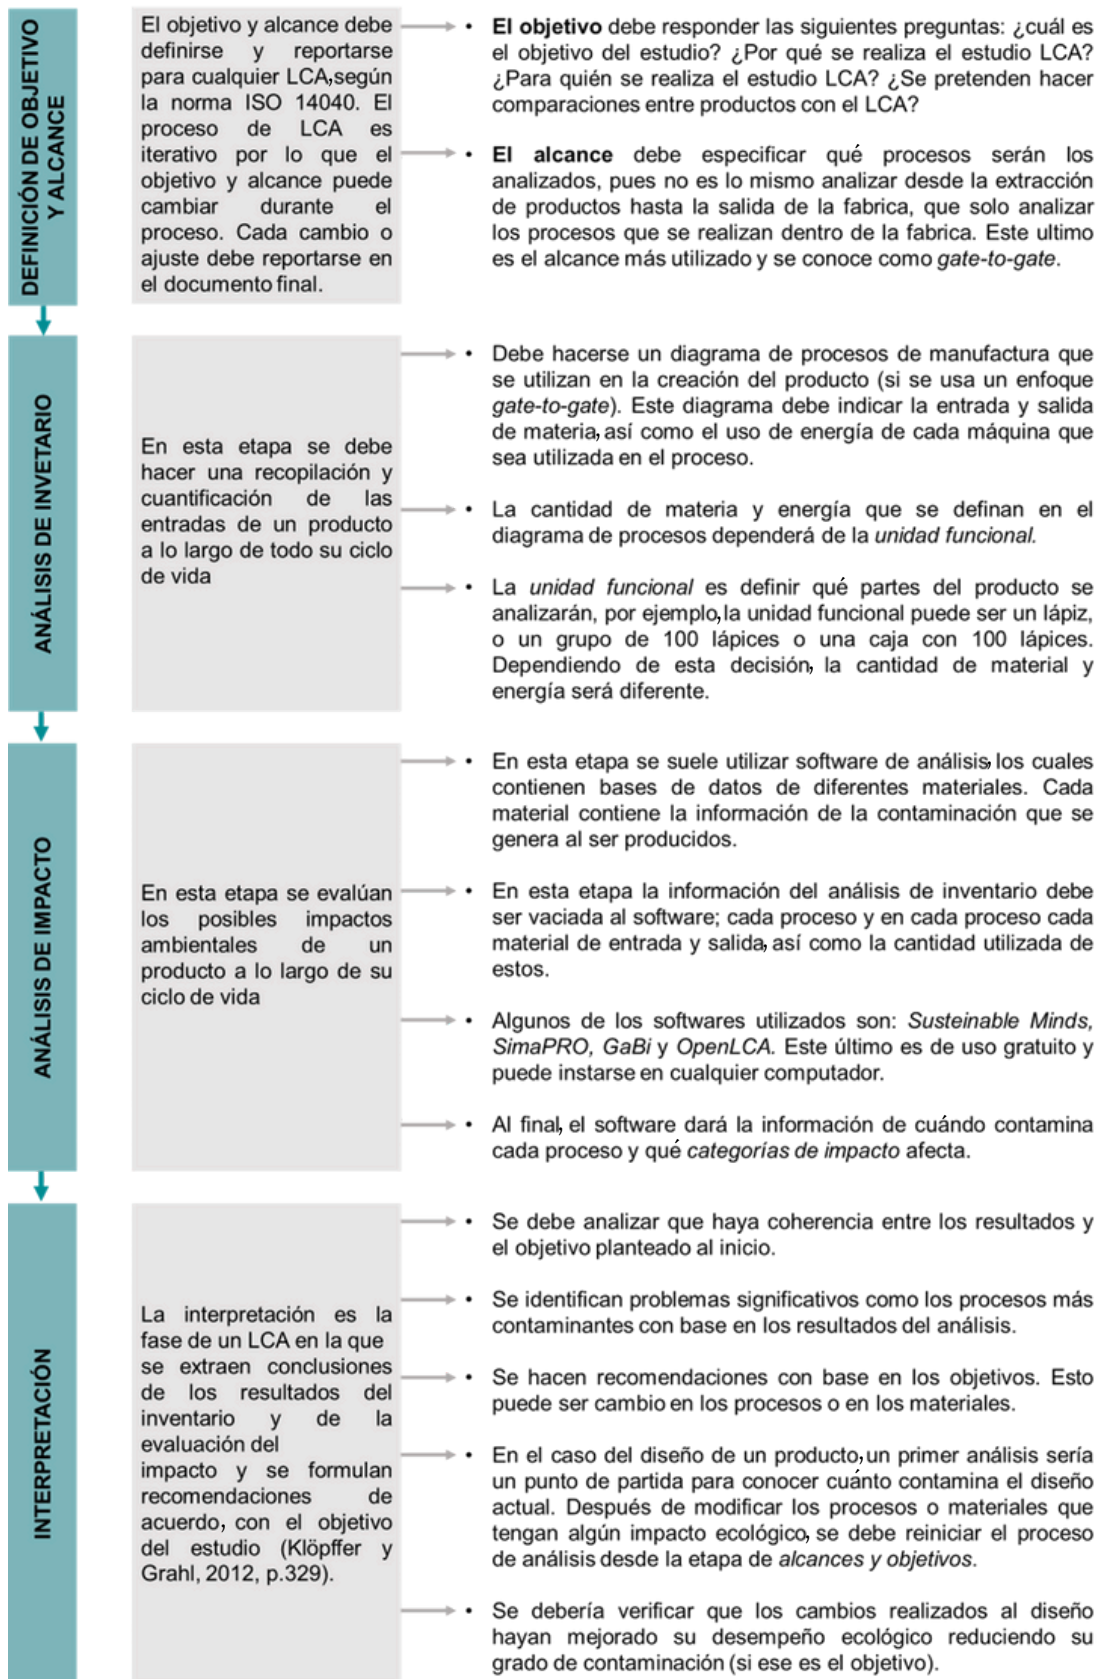 DEFINICIÓN DE OBJETIVO
Y ALCANCE
El objetivo y alcance debe
definirse y reportarse
para cualquier LCA, según
la norma ISO 14040. El
proceso de LCA es
iterativo por lo que el
objetivo y alcance puede
cambiar durante el
proceso. Cada cambio o
ajuste debe reportarse en
el documento final.
• El objetivo debe responder las siguientes preguntas: ¿cuál es
el objetivo del estudio? ¿Por qué se realiza el estudio LCA?
¿Para quién se realiza el estudio LCA? ¿Se pretenden hacer
comparaciones entre productos con el LCA?
• El alcance debe especificar qué procesos serán los
analizados, pues no es lo mismo analizar desde la extracción
de productos hasta la salida de la fabrica, que solo analizar
los procesos que se realizan dentro de la fabrica. Este ultimo
es el alcance más utilizado y se conoce como gate-to-gate.
ANÁLISIS DE INVETARIO
En esta etapa se debe
hacer una recopilación y
cuantificación de las
entradas de un producto
a lo largo de todo su ciclo
de vida
• Debe hacerse un diagrama de procesos de manufactura que
se utilizan en la creación del producto (si se usa un enfoque
gate-to-gate). Este diagrama debe indicar la entrada y salida
de materia, así como el uso de energía de cada máquina que
sea utilizada en el proceso.
• La cantidad de materia y energía que se definan en el
diagrama de procesos dependerá de la unidad funcional.
• La unidad funcional es definir qué partes del producto se
analizarán, por ejemplo, la unidad funcional puede ser un lápiz,
o un grupo de 100 lápices o una caja con 100 lápices.
Dependiendo de esta decisión, la cantidad de material y
energía será diferente.
ANÁLISIS DE IMPACTO
En esta etapa se evalúan
los posibles impactos
ambientales de un
producto a lo largo de su
ciclo de vida
• En esta etapa se suele utilizar software de análisis, los cuales
contienen bases de datos de diferentes materiales. Cada
material contiene la información de la contaminación que se
genera al ser producidos.
• En esta etapa la información del análisis de inventario debe
ser vaciada al software; cada proceso y en cada proceso cada
material de entrada y salida, así como la cantidad utilizada de
estos.
• Algunos de los softwares utilizados son: Susteinable Minds,
SimaPRO, GaBi y OpenLCA. Este último es de uso gratuito y
puede instarse en cualquier computador.
• Al final, el software dará la información de cuándo contamina
cada proceso y qué categorías de impacto afecta.
INTERPRETACIÓN
La interpretación es la
fase de un LCA en la que
se extraen conclusiones
de los resultados del
inventario y de la
evaluación del
impacto y se formulan
recomendaciones de
acuerdo, con el objetivo
del estudio (Klöpffer y
Grahl, 2012, p.329).
• Se debe analizar que haya coherencia entre los resultados y
el objetivo planteado al inicio.
• Se identifican problemas significativos como los procesos más
contaminantes con base en los resultados del análisis.
• Se hacen recomendaciones con base en los objetivos. Esto
puede ser cambio en los procesos o en los materiales.
• En el caso del diseño de un producto, un primer análisis sería
un punto de partida para conocer cuánto contamina el diseño
actual. Después de modificar los procesos o materiales que
tengan algún impacto ecológico, se debe reiniciar el proceso
de análisis desde la etapa de alcances y objetivos.
• Se debería verificar que los cambios realizados al diseño
hayan mejorado su desempeño ecológico reduciendo su
grado de contaminación (si ese es el objetivo).